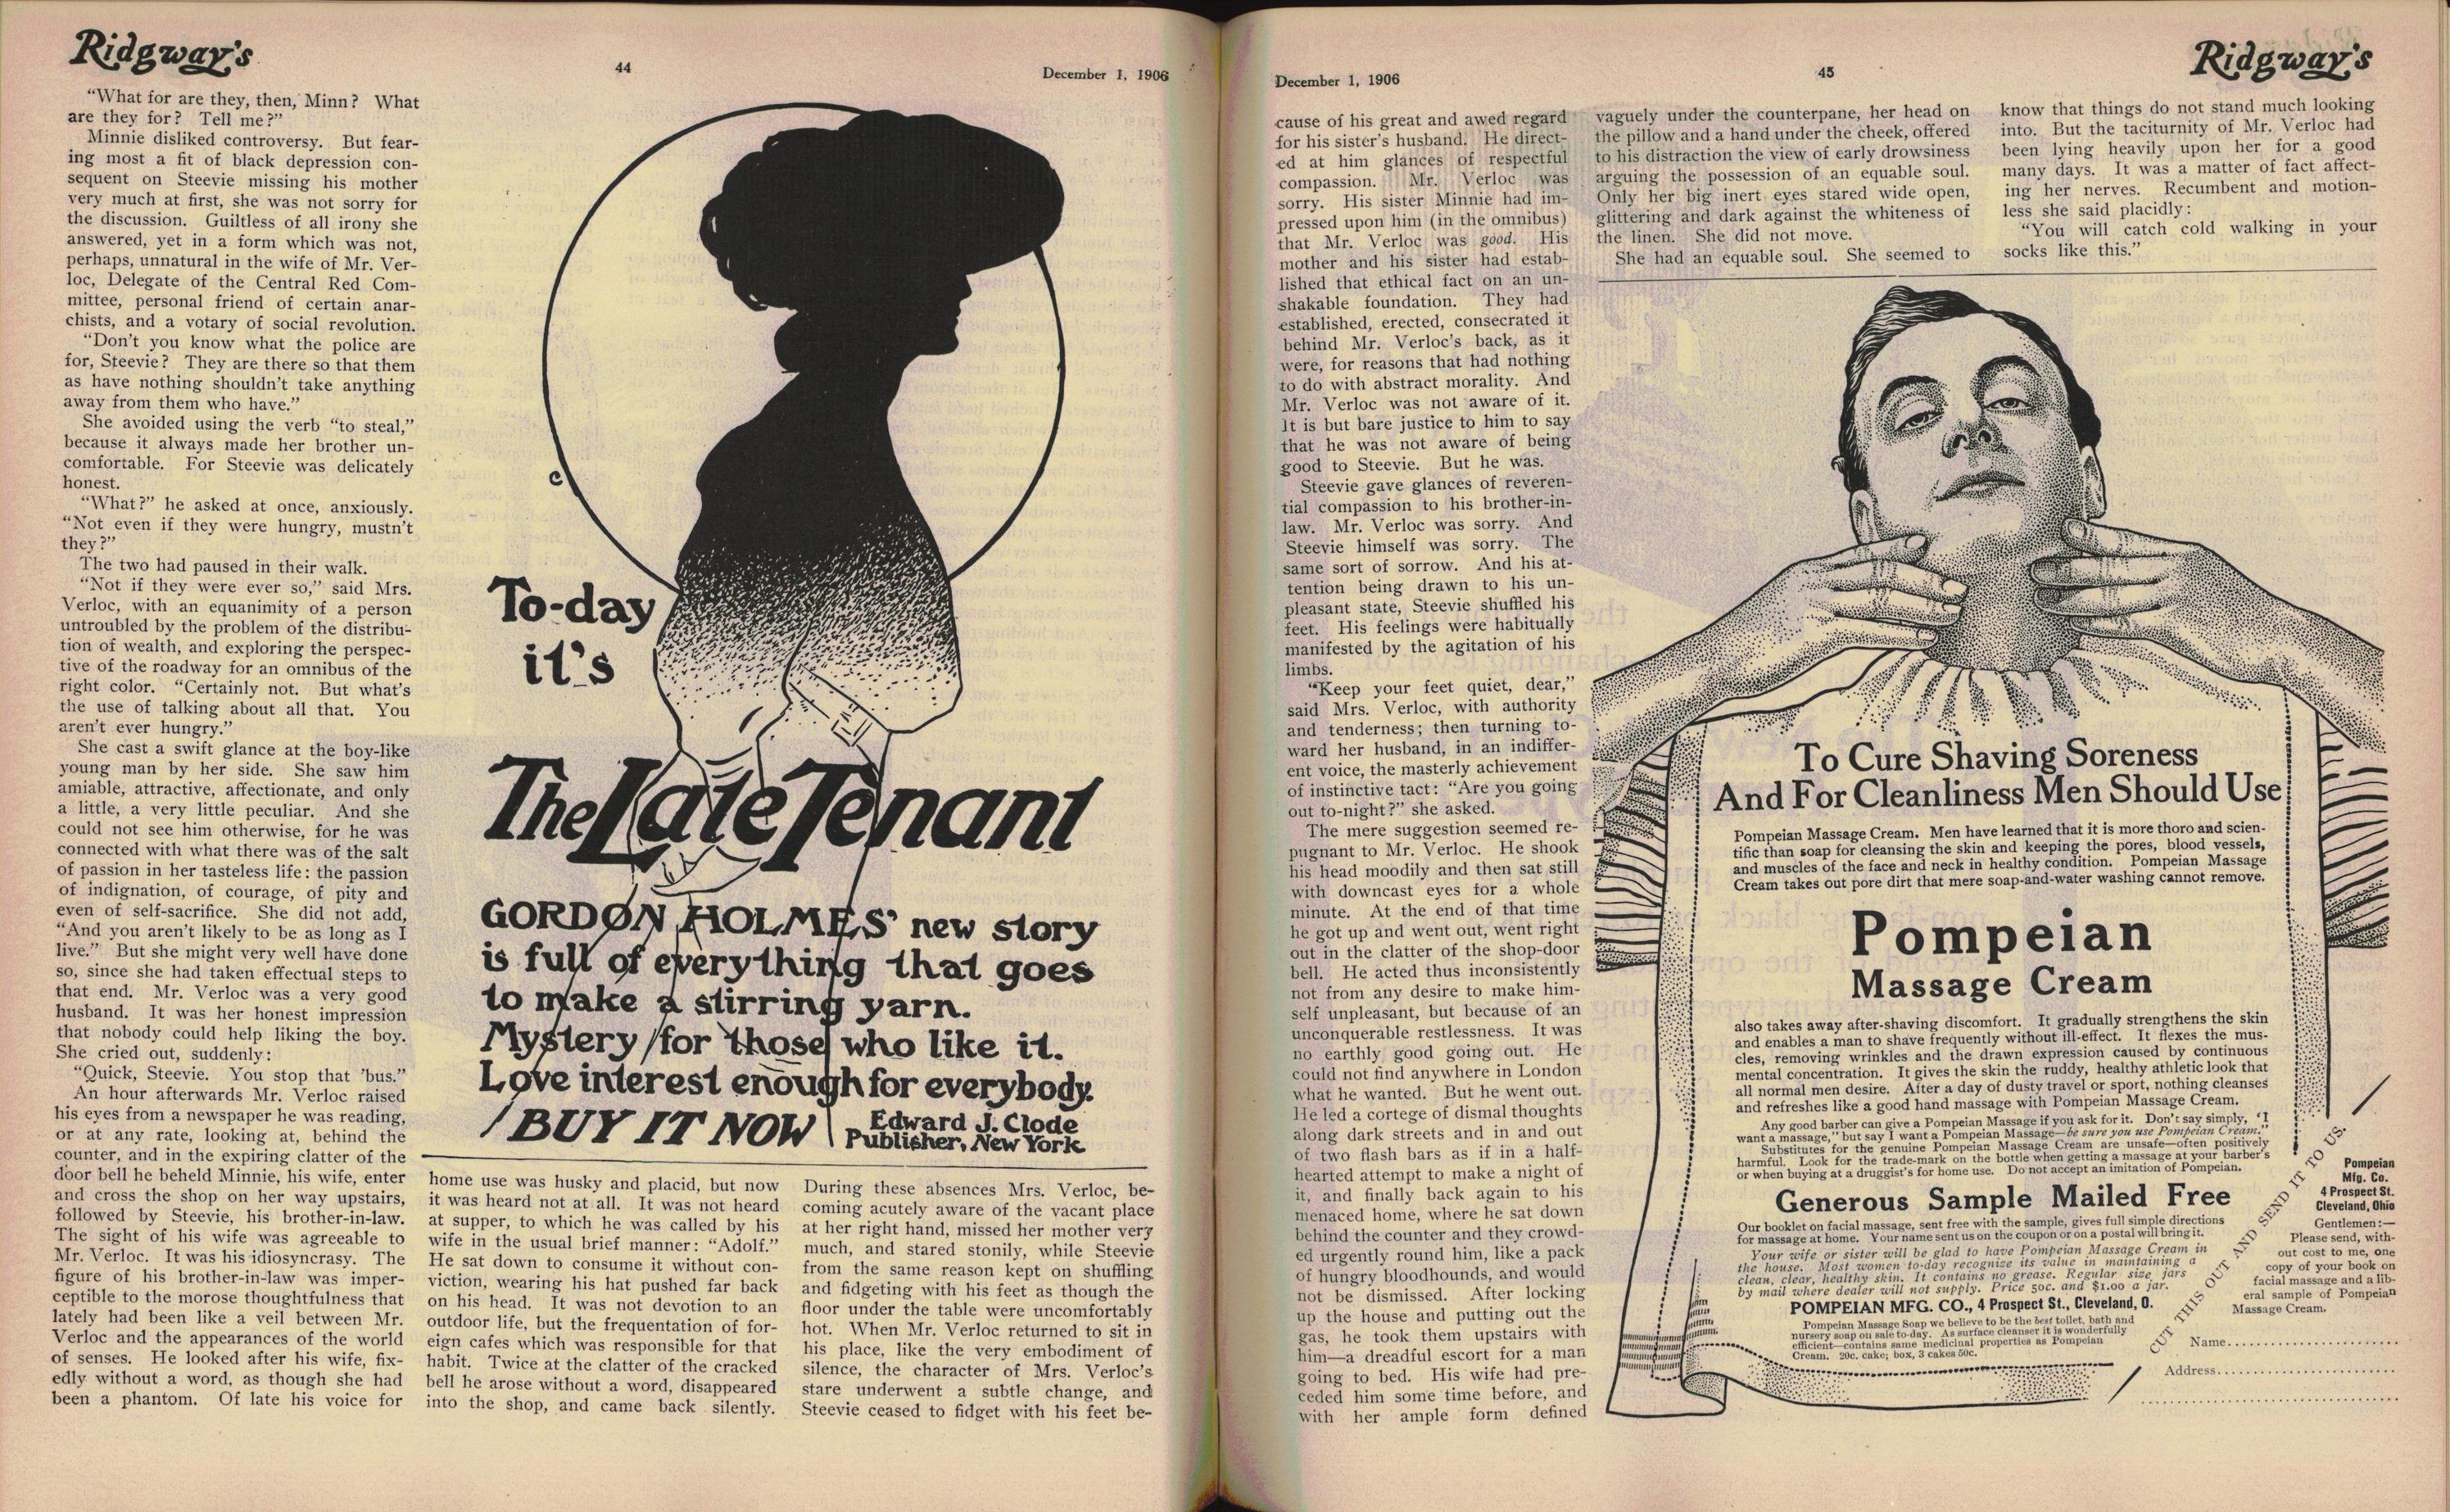 Ridgway's
44
December 1, 1906
"What for are they, then, Minn? What
are they for? Tell me?"
Minnie disliked controversy. But fear-
ing most a fit of black depression con-
sequent on Steevie missing his mother
very much at first, she was not sorry for
the discussion. Guiltless of all irony she
answered, yet in a form which was not,
perhaps, unnatural in the wife of Mr. Ver-
loc, Delegate of the Central Red Com-
mittee, personal friend of certain anar-
chists, and a votary of social revolution.
"Don't you know what the police are
for, Steevie? They are there so that them
as have nothing shouldn't take anything
away from them who have."
She avoided using the verb "to steal,"
because it always made her brother un-
comfortable. For Steevie was delicately
honest.
"What?" he asked at once, anxiously.
"Not even if they were hungry, mustn't
they?"
The two had paused in their walk.
"Not if they were ever so," said Mrs.
Verloc, with an equanimity of a person
untroubled by the problem of the distribu-
tion of wealth, and exploring the perspec-
tive of the roadway for an omnibus of the
right color. "Certainly not. But what's
the use of talking about all that. You
aren't ever hungry."
She cast a swift glance at the boy-like
young man by her side. She saw him
amiable, attractive, affectionate, and only
a little, a very little peculiar. And she
could not see him otherwise, for he was
connected with what there was of the salt
of passion in her tasteless life: the passion
of indignation, of courage, of pity and
even of self-sacrifice. She did not add,
"And you aren't likely to be as long as I
live." But she might very well have done
so, since she had taken effectual steps to
that end. Mr. Verloc was a very good
husband. It was her honest impression
that nobody could help liking the boy.
She cried out, suddenly:
"Quick, Steevie. You stop that 'bus."
An hour afterwards Mr. Verloc raised
his eyes from a newspaper he was reading,
or at any rate, looking at, behind the
counter, and in the expiring clatter of the
door bell he beheld Minnie, his wife, enter
and cross the shop on her way upstairs,
followed by Steevie, his brother-in-law.
The sight of his wife was agreeable to
Mr. Verloc. It was his idiosyncrasy. The
figure of his brother-in-law was imper-
ceptible to the morose thoughtfulness that
lately had been like a veil between Mr.
Verloc and the appearances of the world
of senses. He looked after his wife, fix-
edly without a word, as though she had
been a phantom. Of late his voice for
To-day
it's
The Late Tenant
GORDON HOLMES' new story
is full of everything that goes
to make a stirring yarn.
Mystery for those who like it.
Love interest enough for everybody.
BUY IT NOW
Edward J. Clode
Publisher, New York
home use was husky and placid, but now
it was heard not at all. It was not heard
at supper, to which he was called by his
wife in the usual brief manner: "Adolf."
He sat down to consume it without con-
viction, wearing his hat pushed far back
on his head. It was not devotion to an
outdoor life, but the frequentation of for-
eign cafes which was responsible for that
habit. Twice at the clatter of the cracked
bell he arose without a word, disappeared
into the shop, and came back silently.
During these absences Mrs. Verloc, be-
coming acutely aware of the vacant place
at her right hand, missed her mother very
much, and stared stonily, while Steevie
from the same reason kept on shuffling
and fidgeting with his feet as though the
floor under the table were uncomfortably
hot. When Mr. Verloc returned to sit in
his place, like the very embodiment of
silence, the character of Mrs. Verloc's
stare underwent a subtle change, and
Steevie ceased to fidget with his feet be-
December 1, 1906
45
Ridgway's
cause of his great and awed regard
for his sister's husband. He direct-
ed at him glances of respectful
compassion. Mr. Verloc was
sorry. His sister Minnie had im-
pressed upon him (in the omnibus)
that Mr. Verloc was good. His
mother and his sister had estab-
lished that ethical fact on an un-
shakable foundation. They had
established, erected, consecrated it
behind Mr. Verloc's back, as it
were, for reasons that had nothing
to do with abstract morality. And
Mr. Verloc was not aware of it.
It is but bare justice to him to say
that he was not aware of being
good to Steevie. But he was.
Steevie gave glances of reveren-
tial compassion to his brother-in-
law. Mr. Verloc was sorry. And
Steevie himself was sorry. The
same sort of sorrow. And his at-
tention being drawn to his un-
pleasant state, Steevie shuffled his
feet. His feelings were habitually
manifested by the agitation of his
limbs.
"Keep your feet quiet, dear,"
said Mrs. Verloc, with authority
and tenderness; then turning to-
ward her husband, in an indiffer-
ent voice, the masterly achievement
of instinctive tact: "Are you going
out to-night?" she asked.
The mere suggestion seemed re-
pugnant to Mr. Verloc. He shook
his head moodily and then sat still
with downcast eyes for a whole
minute. At the end of that time
he got up and went out, went right
out in the clatter of the shop-door
bell. He acted thus inconsistently
not from any desire to make him-
self unpleasant, but because of an
unconquerable restlessness. It was
no earthly good going out. He
could not find anywhere in London
what he wanted. But he went out.
He led a cortege of dismal thoughts
along dark streets and in and out
of two flash bars as if in a half-
hearted attempt to make a night of
it, and finally back again to his
menaced home, where he sat down
behind the counter and they crowd-
ed urgently round him, like a pack
of hungry bloodhounds, and would
not be dismissed. After locking
up the house and putting out the
gas, he took them upstairs with
him—a dreadful escort for a man
going to bed. His wife had pre-
ceded him some time before, and
with her ample form defined
vaguely under the counterpane, her head on
the pillow and a hand under the cheek, offered
to his distraction the view of early drowsiness
arguing the possession of an equable soul.
Only her big inert eyes stared wide open,
glittering and dark against the whiteness of
the linen. She did not move.
She had an equable soul. She seemed to
know that things do not stand much looking
into. But the taciturnity of Mr. Verloc had
been lying heavily upon her for a good
many days. It was a matter of fact affect-
ing her nerves. Recumbent and motion-
less she said placidly:
"You will catch cold walking in your
socks like this."
To Cure Shaving Soreness
And For Cleanliness Men Should Use
Pompeian Massage Cream. Men have learned that it is more thoro and scien-
tific than soap for cleansing the skin and keeping the pores, blood vessels,
and muscles of the face and neck in healthy condition. Pompeian Massage
Cream takes out pore dirt that mere soap-and-water washing cannot remove.
Pompeian
Massage Cream
also takes away after-shaving discomfort. It gradually strengthens the skin
and enables a man to shave frequently without ill-effect. It flexes the mus-
cles, removing wrinkles and the drawn expression caused by continuous
mental concentration. It gives the skin the ruddy, healthy athletic look that
all normal men desire. After a day of dusty travel or sport, nothing cleanses
and refreshes like a good hand massage with Pompeian Massage Cream.
Any good barber can give a Pompeian Massage if you ask for it. Don't say simply, "I
want a massage," but say I want a Pompeian Massage—be sure you use Pompeian Cream."
Substitutes for the genuine Pompeian Massage Cream are unsafe—often positively
harmful. Look for the trade-mark on the bottle when getting a massage at your barber's
or when buying at a druggist's for home use. Do not accept an imitation of Pompeian.
Generous Sample Mailed Free
Our booklet on facial massage, sent free with the sample, gives full simple directions
for massage at home. Your name sent us on the coupon or on a postal will bring it.
Your wife or sister will be glad to have Pompeian Massage Cream in
the house. Most women to-day recognize its value in maintaining a
clean, clear, healthy skin. It contains no grease. Regular size jars
by mail where dealer will not supply. Price 50c. and $1.00 a jar.
POMPEIAN MFG. CO., 4 Prospect St., Cleveland, O.
Pompeian Massage Soap we believe to be the best toilet, bath and
nursery soap on sale to-day. As surface cleanser it is wonderfully
efficient—contains same medicinal properties as Pompeian
Cream. 20c. cake; box, 3 cakes 50c.
CUT THIS OUT AND SEND IT TO US.
Pompeian
Mfg. Co.
4 Prospect St.
Cleveland, Ohio
Gentlemen:—
Please send, with-
out cost to me, one
copy of your book on
facial massage and a lib-
eral sample of Pompeian
Massage Cream.
Name
Address